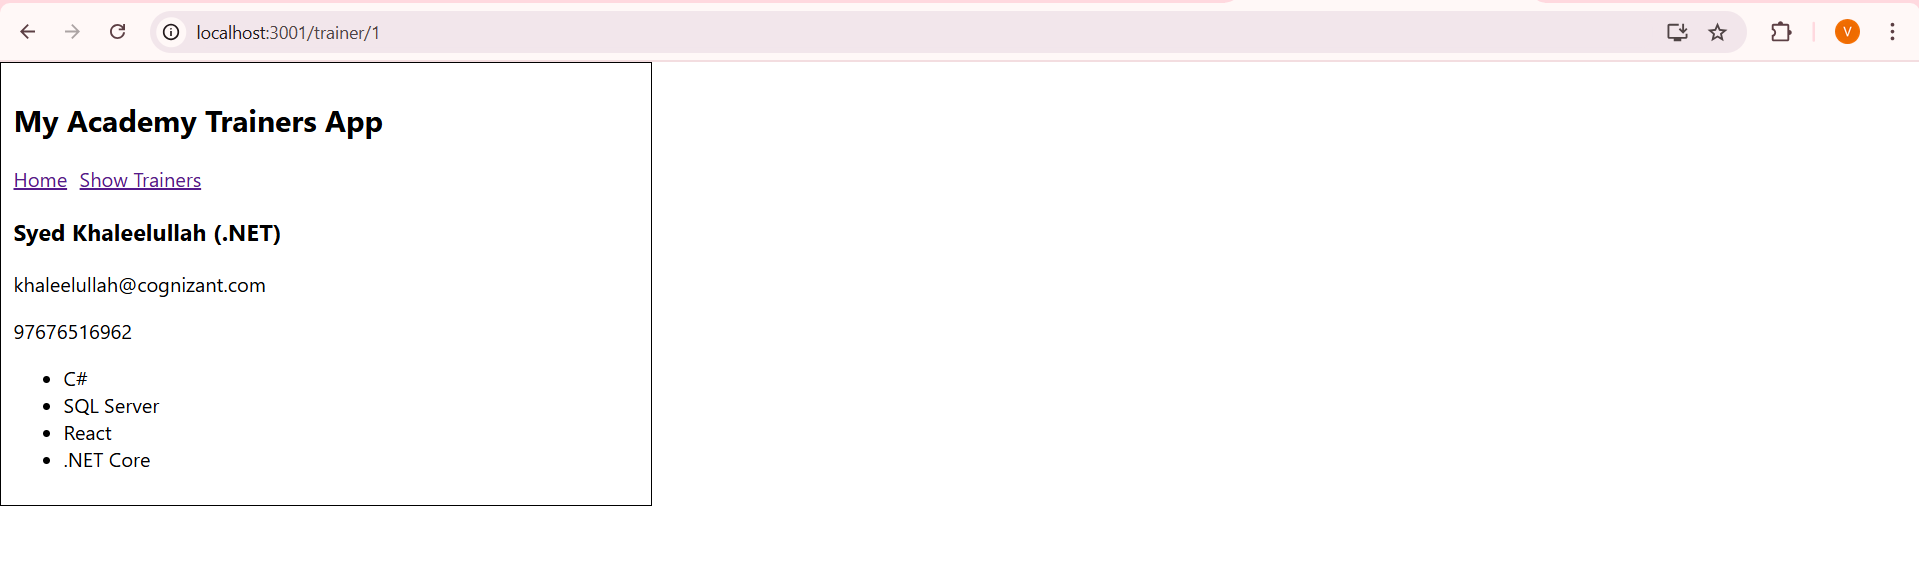 localhost:3001/trainer/1
V
My Academy Trainers App
Home Show Trainers
Syed Khaleelullah (.NET)
khaleelullah@cognizant.com
97676516962
C#
SQL Server
React
.NET Core